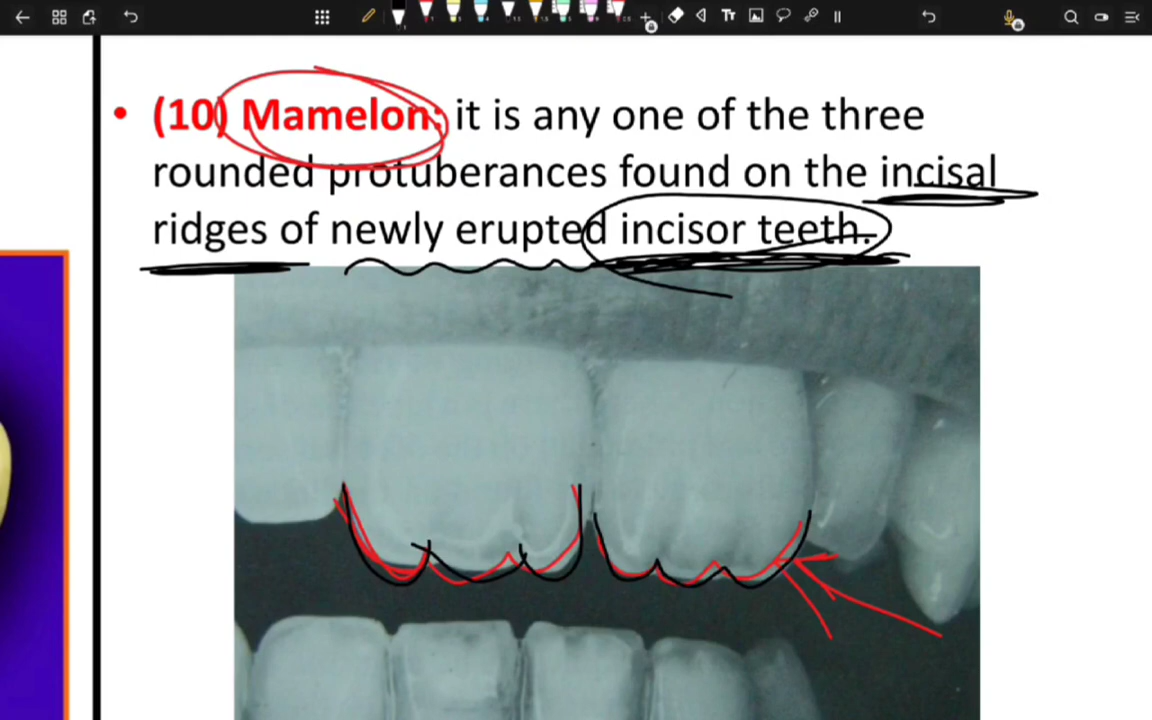 • (10) Mamelon: it is any one of the three
rounded protuberances found on the incisal
ridges of newly erupted incisor teeth.